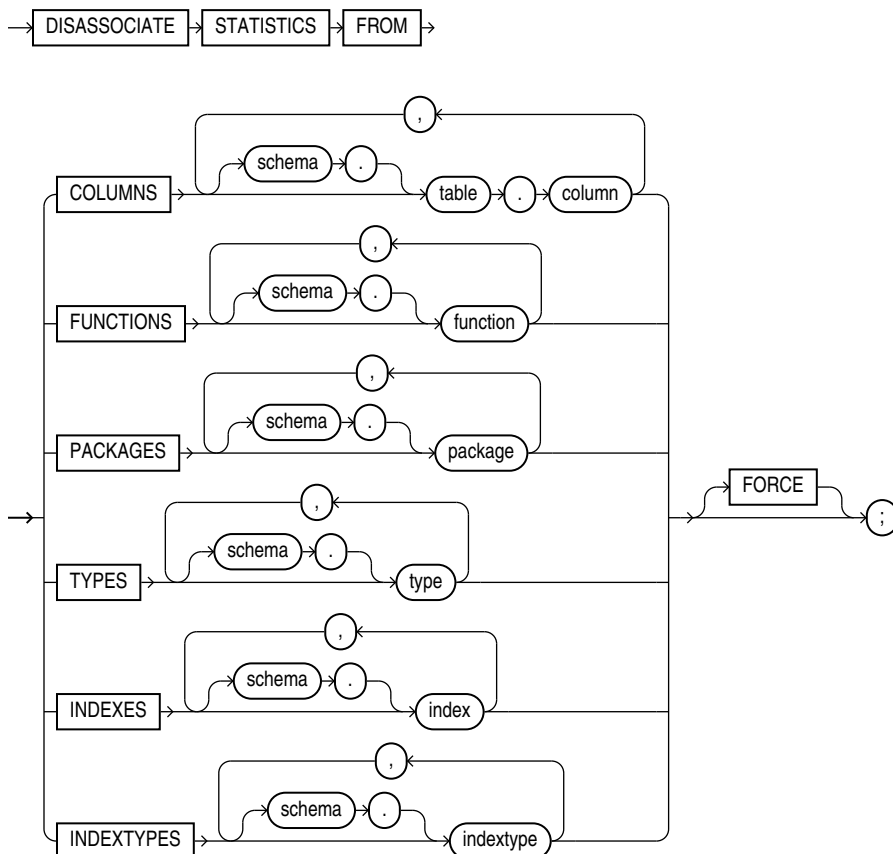 DISASSOCIATE STATISTICS FROM
,
schema .
COLUMNS table . column
,
schema .
FUNCTIONS function
,
schema .
PACKAGES package
FORCE
,
;
schema .
TYPES type
,
schema .
INDEXES index
,
schema .
INDEXTYPES indextype